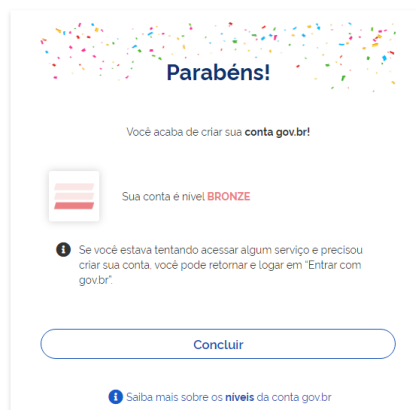 Parabéns!
Você acaba de criar sua conta gov.br!
Sua conta é nível BRONZE
Se você estava tentando acessar algum serviço e precisou
criar sua conta, você pode retornar e logar em “Entrar com
gov.br”.
Concluir
Saiba mais sobre os níveis da conta gov.br